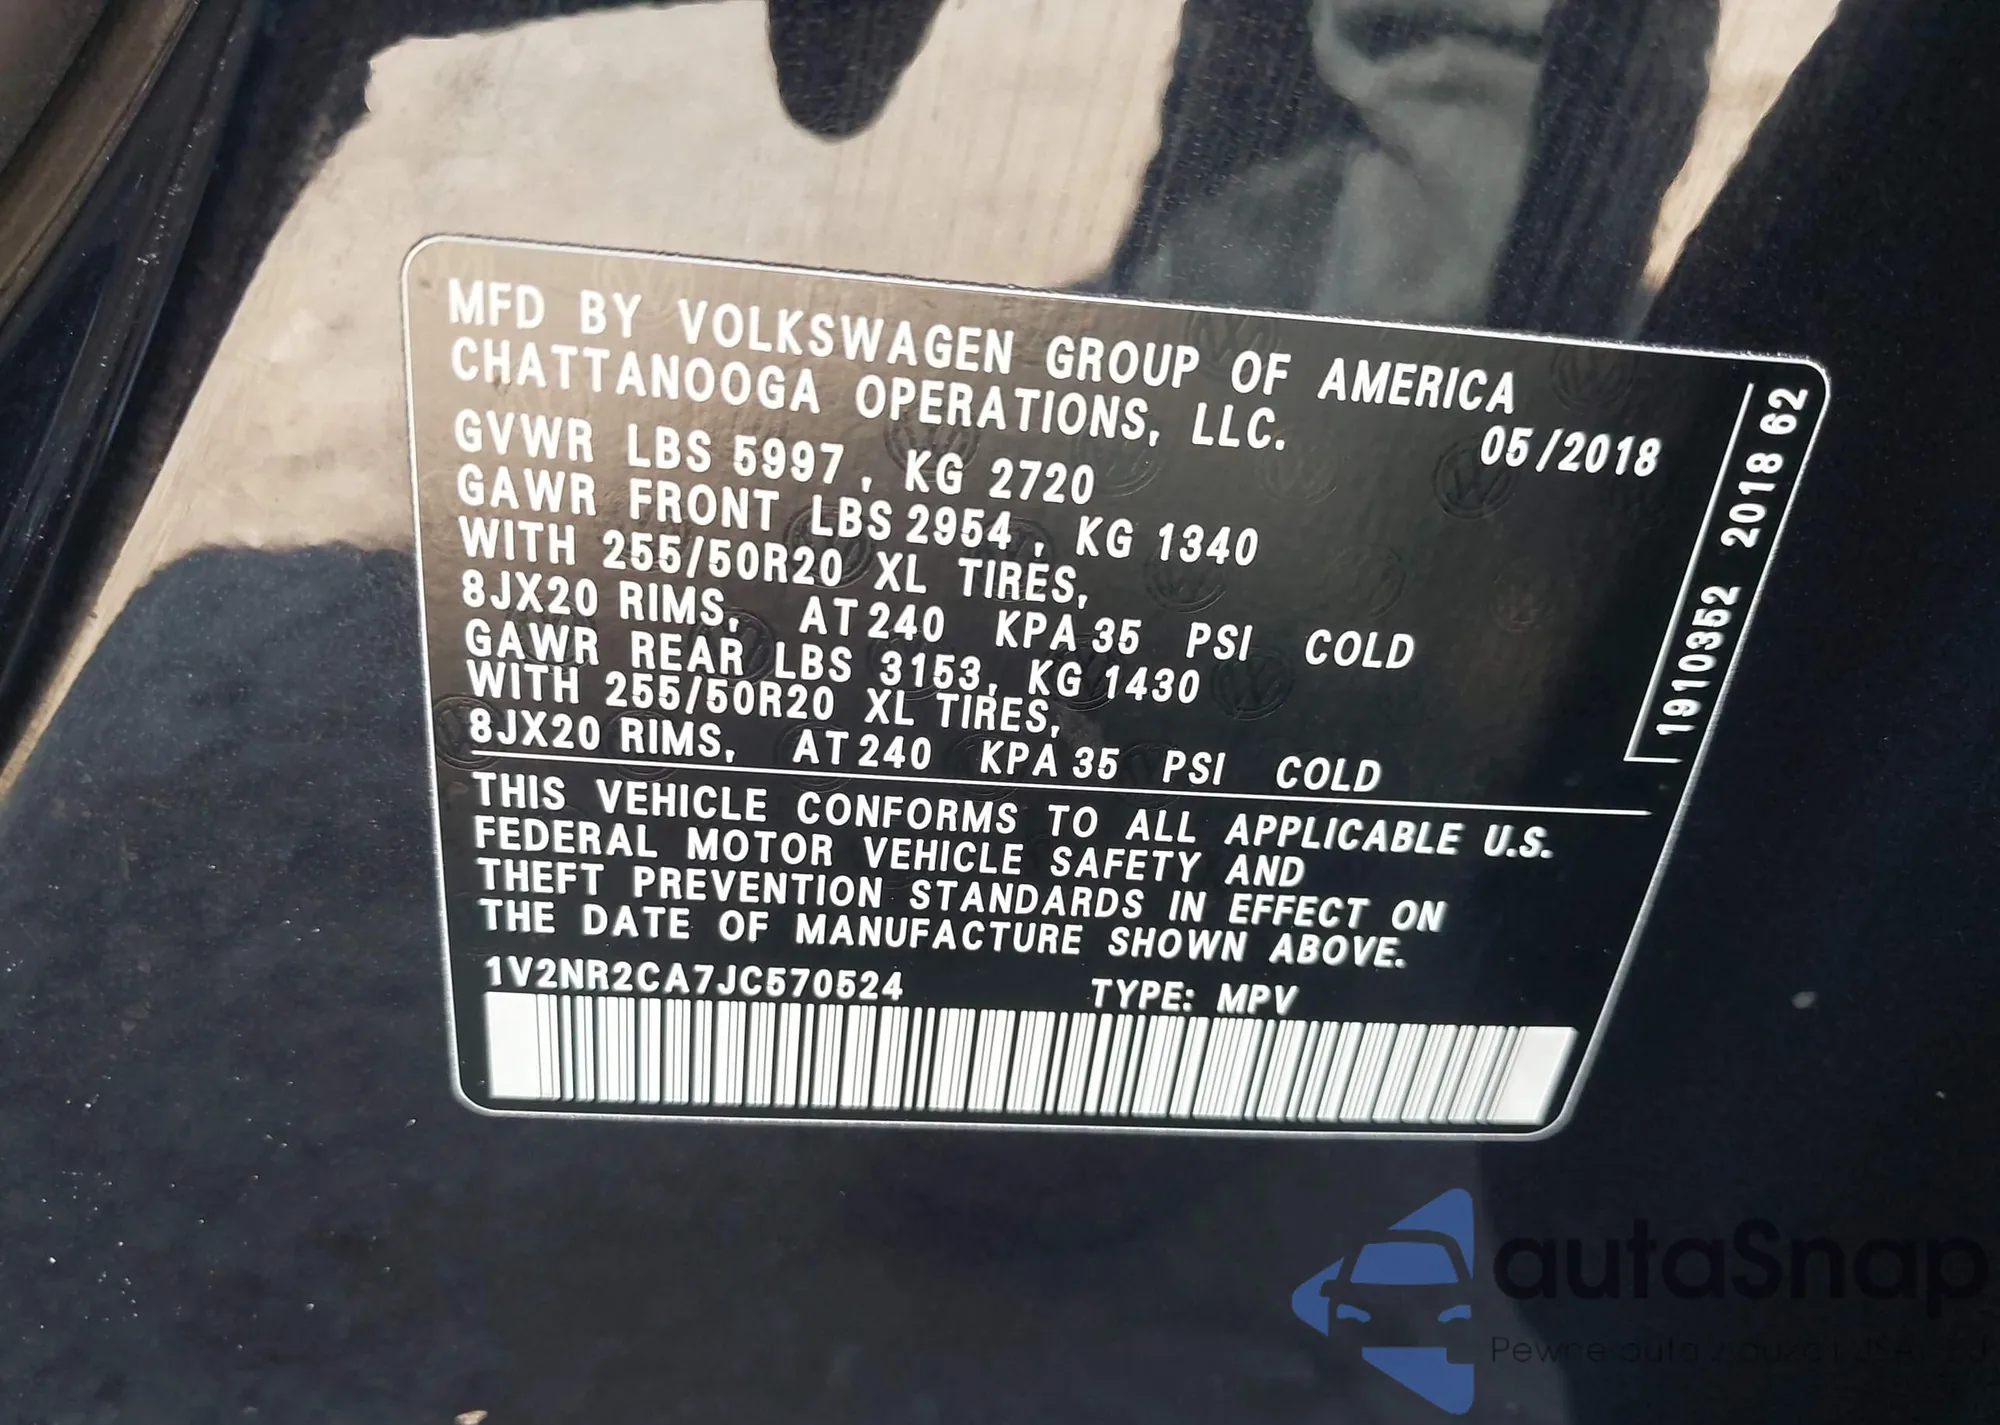 MFD BY VOLKSWAGEN GROUP OF AMERICA
CHATTANOOGA OPERATIONS, LLC.
05/2018
GVWR LBS 5997, KG 2720
GAWR FRONT LBS 2954, KG 1340
WITH 255/50R20 XL TIRES,
8JX20 RIMS, AT 240 KPA 35 PSI COLD
GAWR REAR LBS 3153, KG 1430
WITH 255/50R20 XL TIRES,
8JX20 RIMS, AT 240 KPA 35 PSI COLD
THIS VEHICLE CONFORMS TO ALL APPLICABLE U.S.
FEDERAL MOTOR VEHICLE SAFETY AND
THEFT PREVENTION STANDARDS IN EFFECT ON
THE DATE OF MANUFACTURE SHOWN ABOVE.
1V2NR2CA7JC570524 TYPE: MPV
1910352 2018 62
autaSnap
Pewne auta z